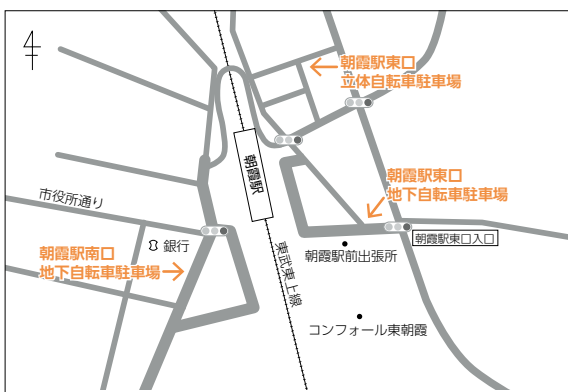 朝霞駅東口
立体自転車駐車場
朝霞駅
朝霞駅東口
地下自転車駐車場
市役所通り
銀行
朝霞駅東口入口
朝霞駅前出張所
朝霞駅南口
地下自転車駐車場
東武東上線
コンフォール東朝霞